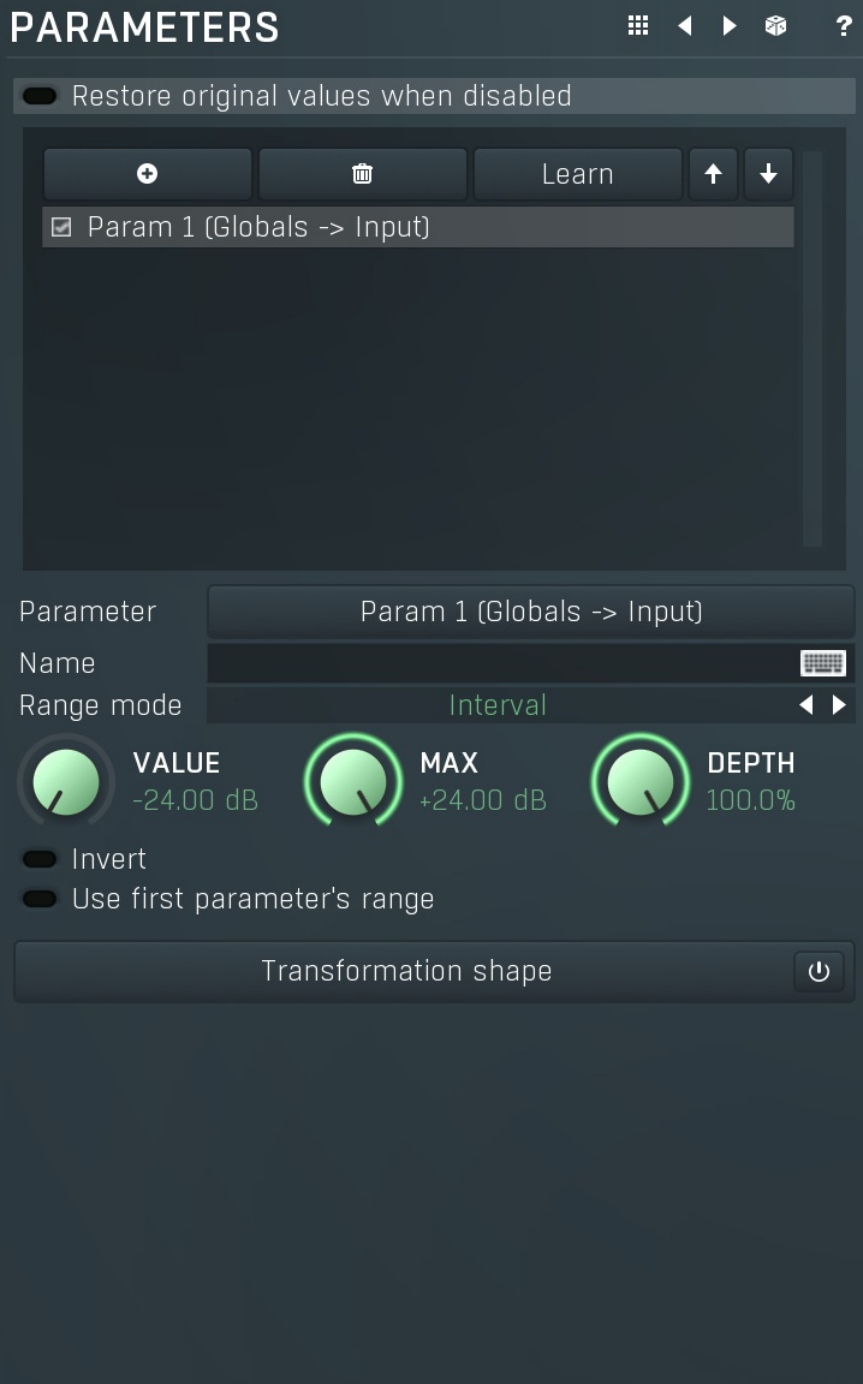 PARAMETERS ?
Restore original values when disabled
Learn
Param 1 (Globals -> Input)
Parameter Param 1 (Globals -> Input)
Name
Range mode Interval
VALUE MAX DEPTH
-24.00 dB +24.00 dB 100.0%
Invert
Use first parameter's range
Transformation shape